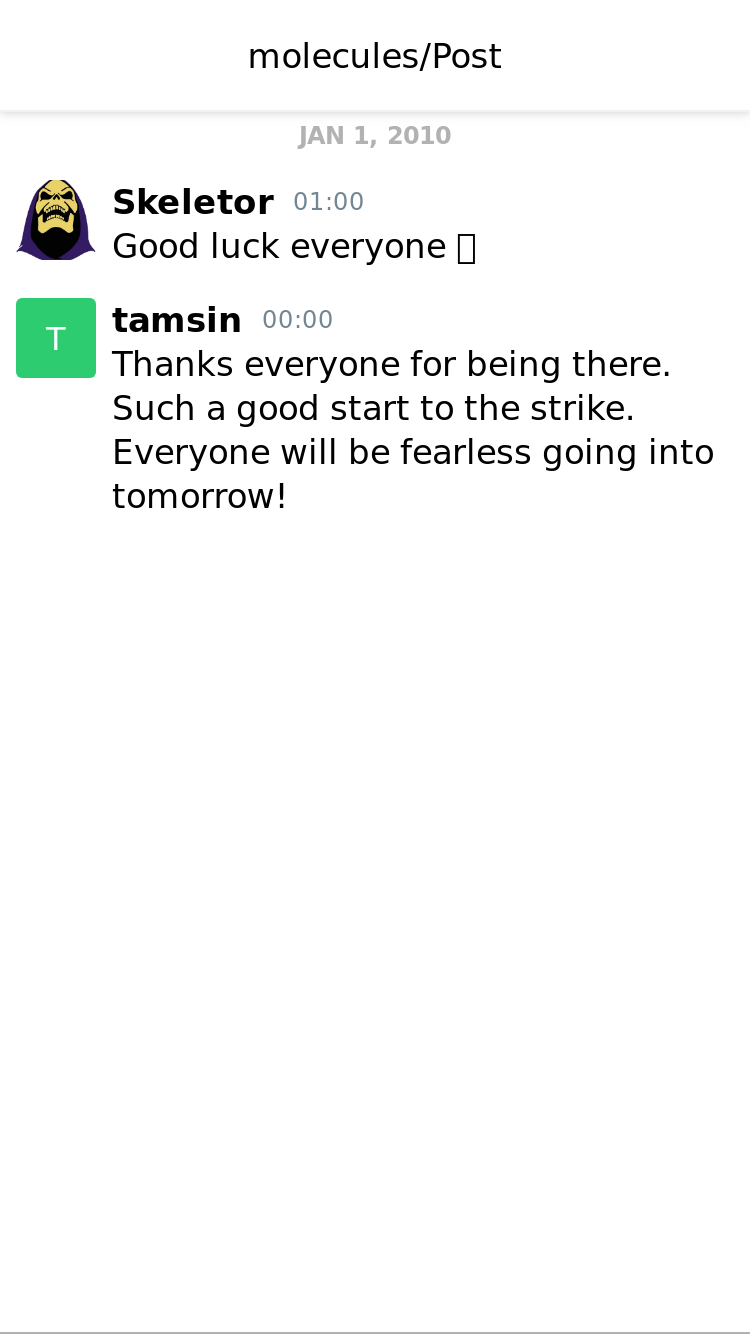 molecules/Post
JAN 1, 2010
Skeletor 01:00
Good luck everyone
T
tamsin 00:00
Thanks everyone for being there.
Such a good start to the strike.
Everyone will be fearless going into
tomorrow!